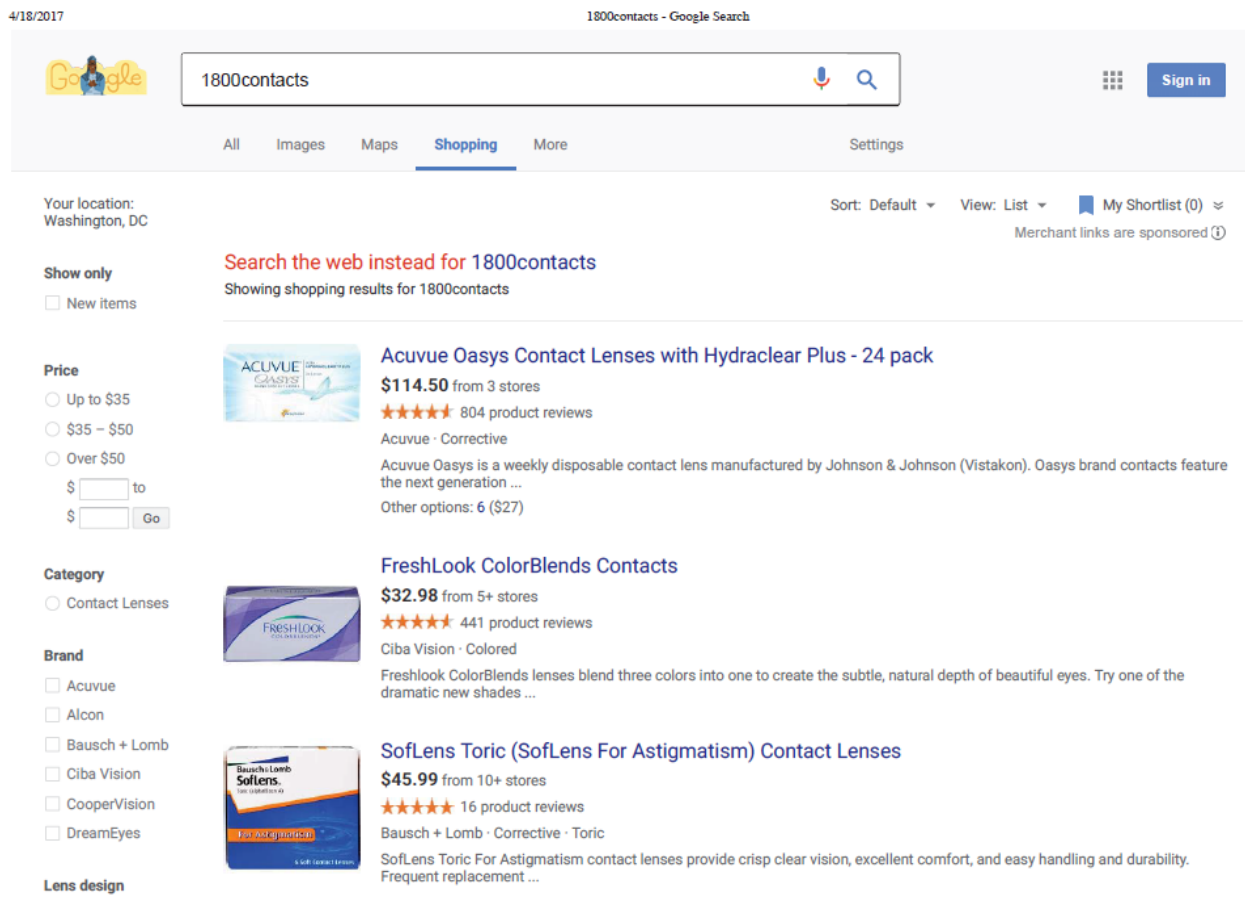 4/18/2017
1800contacts - Google Search
Google
1800contacts
Sign in
All Images Maps Shopping More Settings
Your location:
Washington, DC
Sort: Default View: List My Shortlist (0)
Merchant links are sponsored
Show only
New items
Price
Up to $35
$35 – $50
Over $50
$ to
$ Go
Category
Contact Lenses
Brand
Acuvue
Alcon
Bausch + Lomb
Ciba Vision
CooperVision
DreamEyes
Lens design
Search the web instead for 1800contacts
Showing shopping results for 1800contacts
ACUVUE
OASYS
Acuvue Oasys Contact Lenses with Hydraclear Plus - 24 pack
$114.50 from 3 stores
804 product reviews
Acuvue · Corrective
Acuvue Oasys is a weekly disposable contact lens manufactured by Johnson & Johnson (Vistakon). Oasys brand contacts feature
the next generation ...
Other options: 6 ($27)
FRESHLOOK
FreshLook ColorBlends Contacts
$32.98 from 5+ stores
441 product reviews
Ciba Vision · Colored
Freshlook ColorBlends lenses blend three colors into one to create the subtle, natural depth of beautiful eyes. Try one of the
dramatic new shades ...
Bausch & Lomb
SofLens.
For Astigmatism
6 Soft Contact Lenses
SofLens Toric (SofLens For Astigmatism) Contact Lenses
$45.99 from 10+ stores
16 product reviews
Bausch + Lomb · Corrective · Toric
SofLens Toric For Astigmatism contact lenses provide crisp clear vision, excellent comfort, and easy handling and durability.
Frequent replacement ...